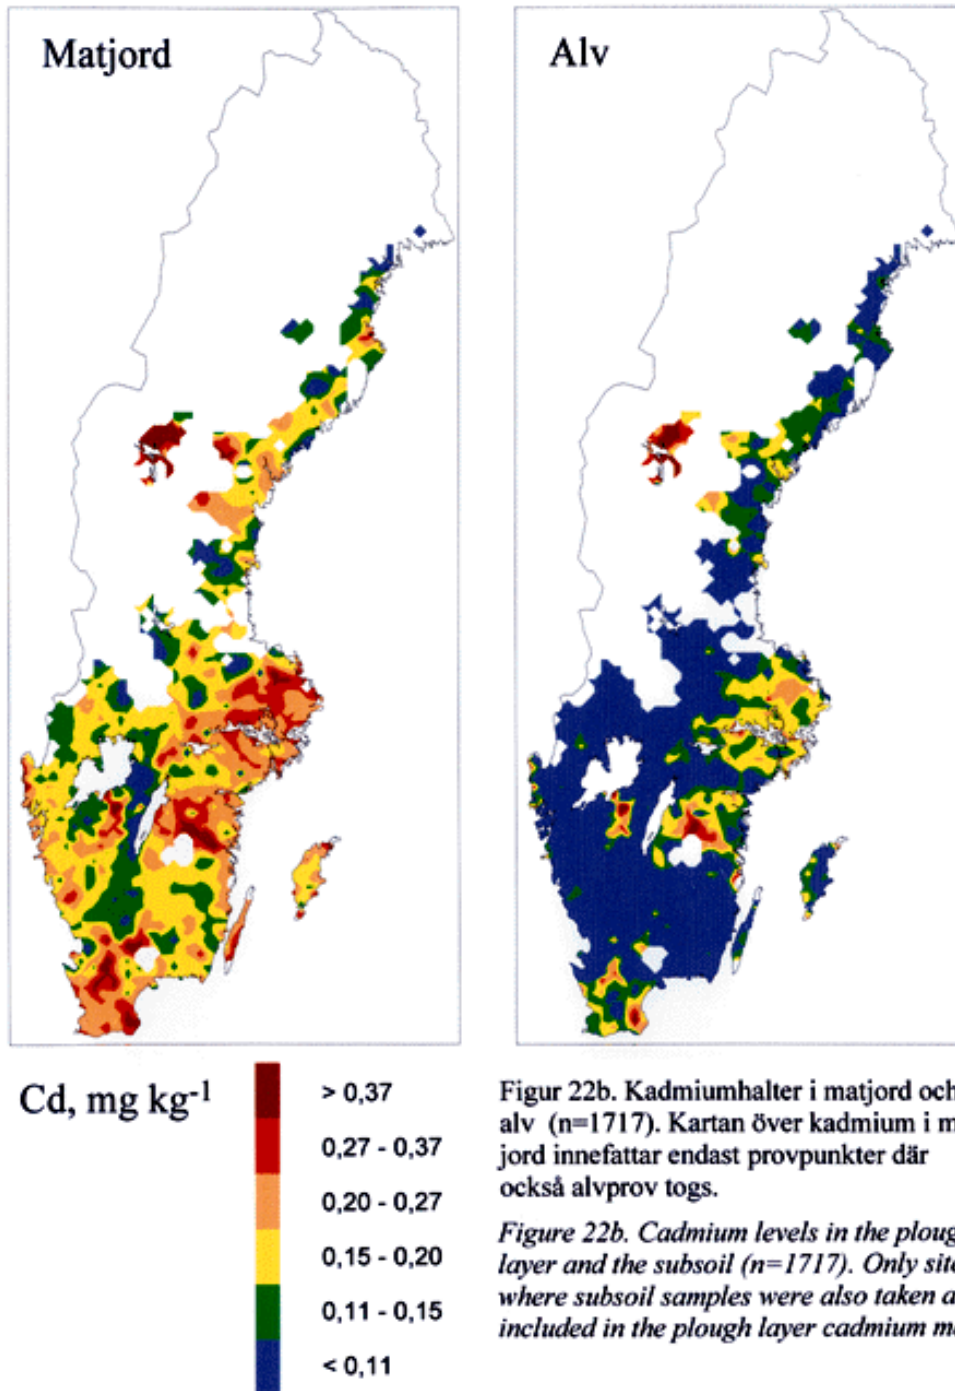 Matjord
Alv
Cd, mg kg-1
> 0,37
0,27 - 0,37
0,20 - 0,27
0,15 - 0,20
0,11 - 0,15
< 0,11
Figur 22b. Kadmiumhalter i matjord och
alv (n=1717). Kartan över kadmium i m
jord innefattar endast provpunkter där
också alvprov togs.
Figure 22b. Cadmium levels in the ploug
layer and the subsoil (n=1717). Only site
where subsoil samples were also taken a
included in the plough layer cadmium m